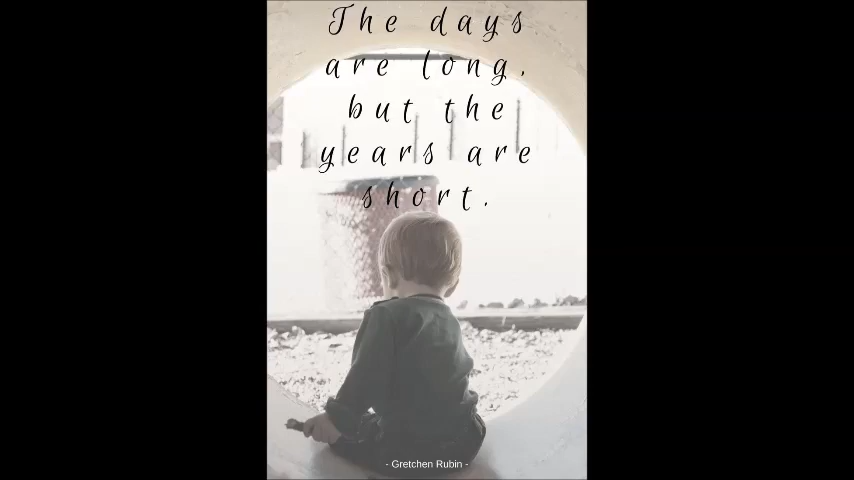 The days
are long,
but the
years are
short.
- Gretchen Rubin -